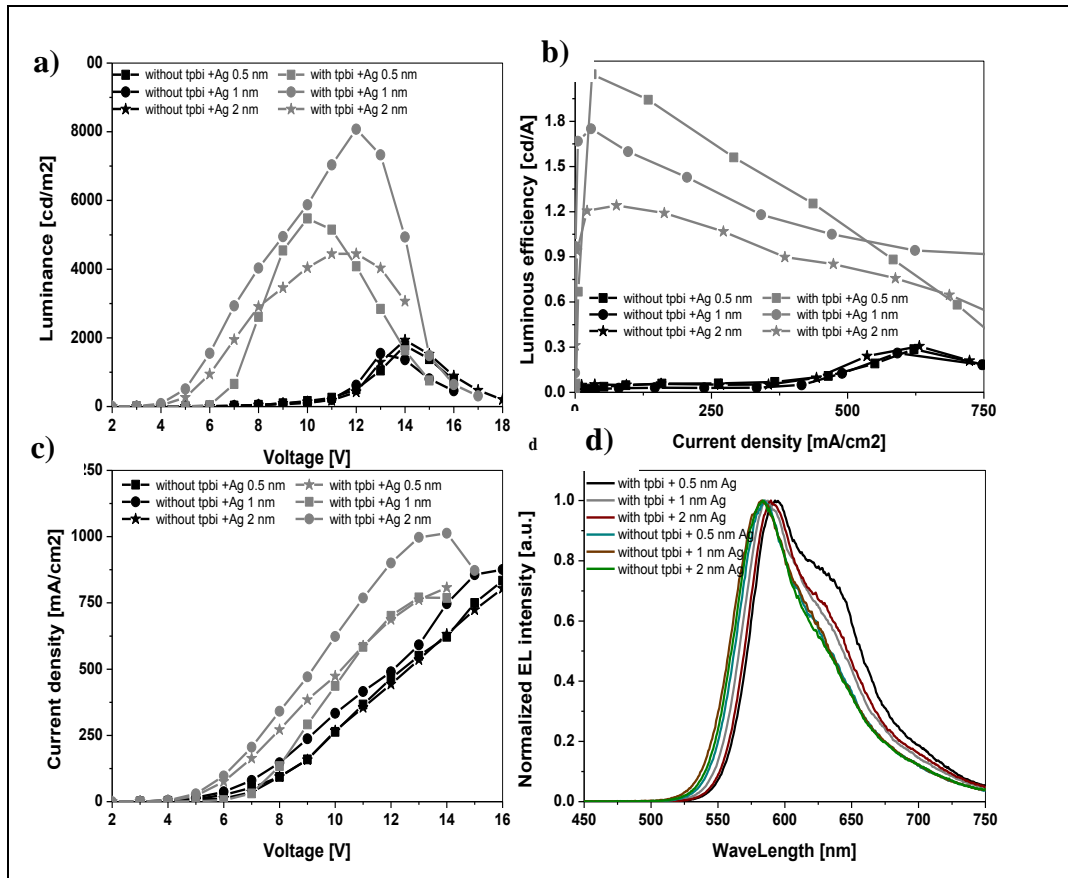 a)
00
8000
6000
4000
2000
0
Luminance [cd/m2]
without tpbi +Ag 0.5 nm
without tpbi +Ag 1 nm
without tpbi +Ag 2 nm
with tpbi +Ag 0.5 nm
with tpbi +Ag 1 nm
with tpbi +Ag 2 nm
2 4 6 8 10 12 14 16 18
Voltage [V]
b)
1.8
1.5
1.2
0.9
0.6
0.3
0.0
Luminous efficiency [cd/A]
without tpbi +Ag 0.5 nm
without tpbi +Ag 1 nm
without tpbi +Ag 2 nm
with tpbi +Ag 0.5 nm
with tpbi +Ag 1 nm
with tpbi +Ag 2 nm
0 250 500 750
Current density [mA/cm2]
c)
250
1000
750
500
250
0
Current density [mA/cm2]
without tpbi +Ag 0.5 nm
without tpbi +Ag 1 nm
without tpbi +Ag 2 nm
with tpbi +Ag 0.5 nm
with tpbi +Ag 1 nm
with tpbi +Ag 2 nm
2 4 6 8 10 12 14 16
Voltage [V]
d
d)
1.0
0.8
0.6
0.4
0.2
0.0
Normalized EL intensity [a.u.]
with tpbi + 0.5 nm Ag
with tpbi + 1 nm Ag
with tpbi + 2 nm Ag
without tpbi + 0.5 nm Ag
without tpbi + 1 nm Ag
without tpbi + 2 nm Ag
450 500 550 600 650 700 750
WaveLength [nm]